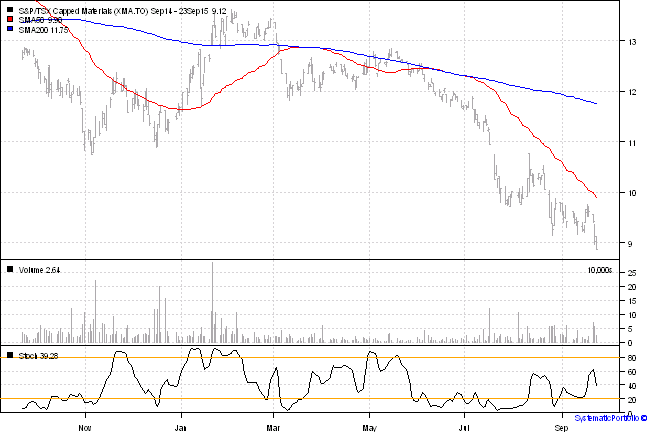 S&P/TSX Capped Materials (XMA.TO) Sep14 - 23Sep15 9.12
SMA50 9.90
SMA200 11.75
13
12
11
10
9
Volume 2.64
10,000s
25
20
15
10
5
0
Stoch 39.28
80
60
40
20
0
Nov
Jan
Mar
May
Jul
Sep
SystematicPortfolio ©